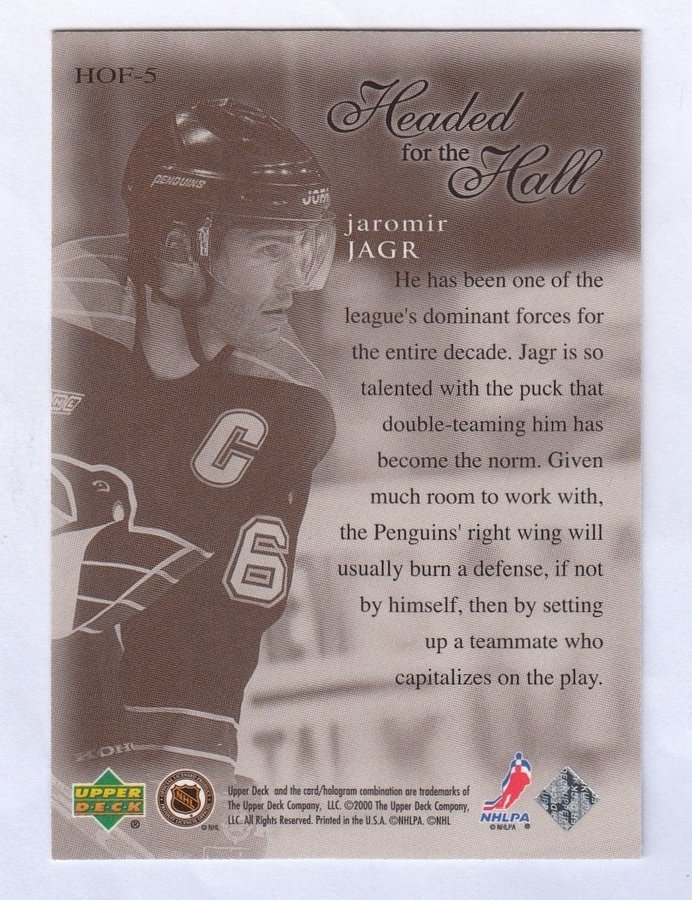 HOF-5
Headed
for the
Hall
PENGUINS
JOFA
jaromir
JAGR
He has been one of the
league's dominant forces for
the entire decade. Jagr is so
talented with the puck that
double-teaming him has
become the norm. Given
much room to work with,
the Penguins' right wing will
usually burn a defense, if not
by himself, then by setting
up a teammate who
capitalizes on the play.
C
6
KOHO
UPPER
DECK
®
NHL
© NHL
Upper Deck and the card/hologram combination are trademarks of
The Upper Deck Company, LLC. ©2000 The Upper Deck Company,
LLC. All Rights Reserved. Printed in the U.S.A. ©NHLPA. ©NHL
NHLPA
© NHLPA